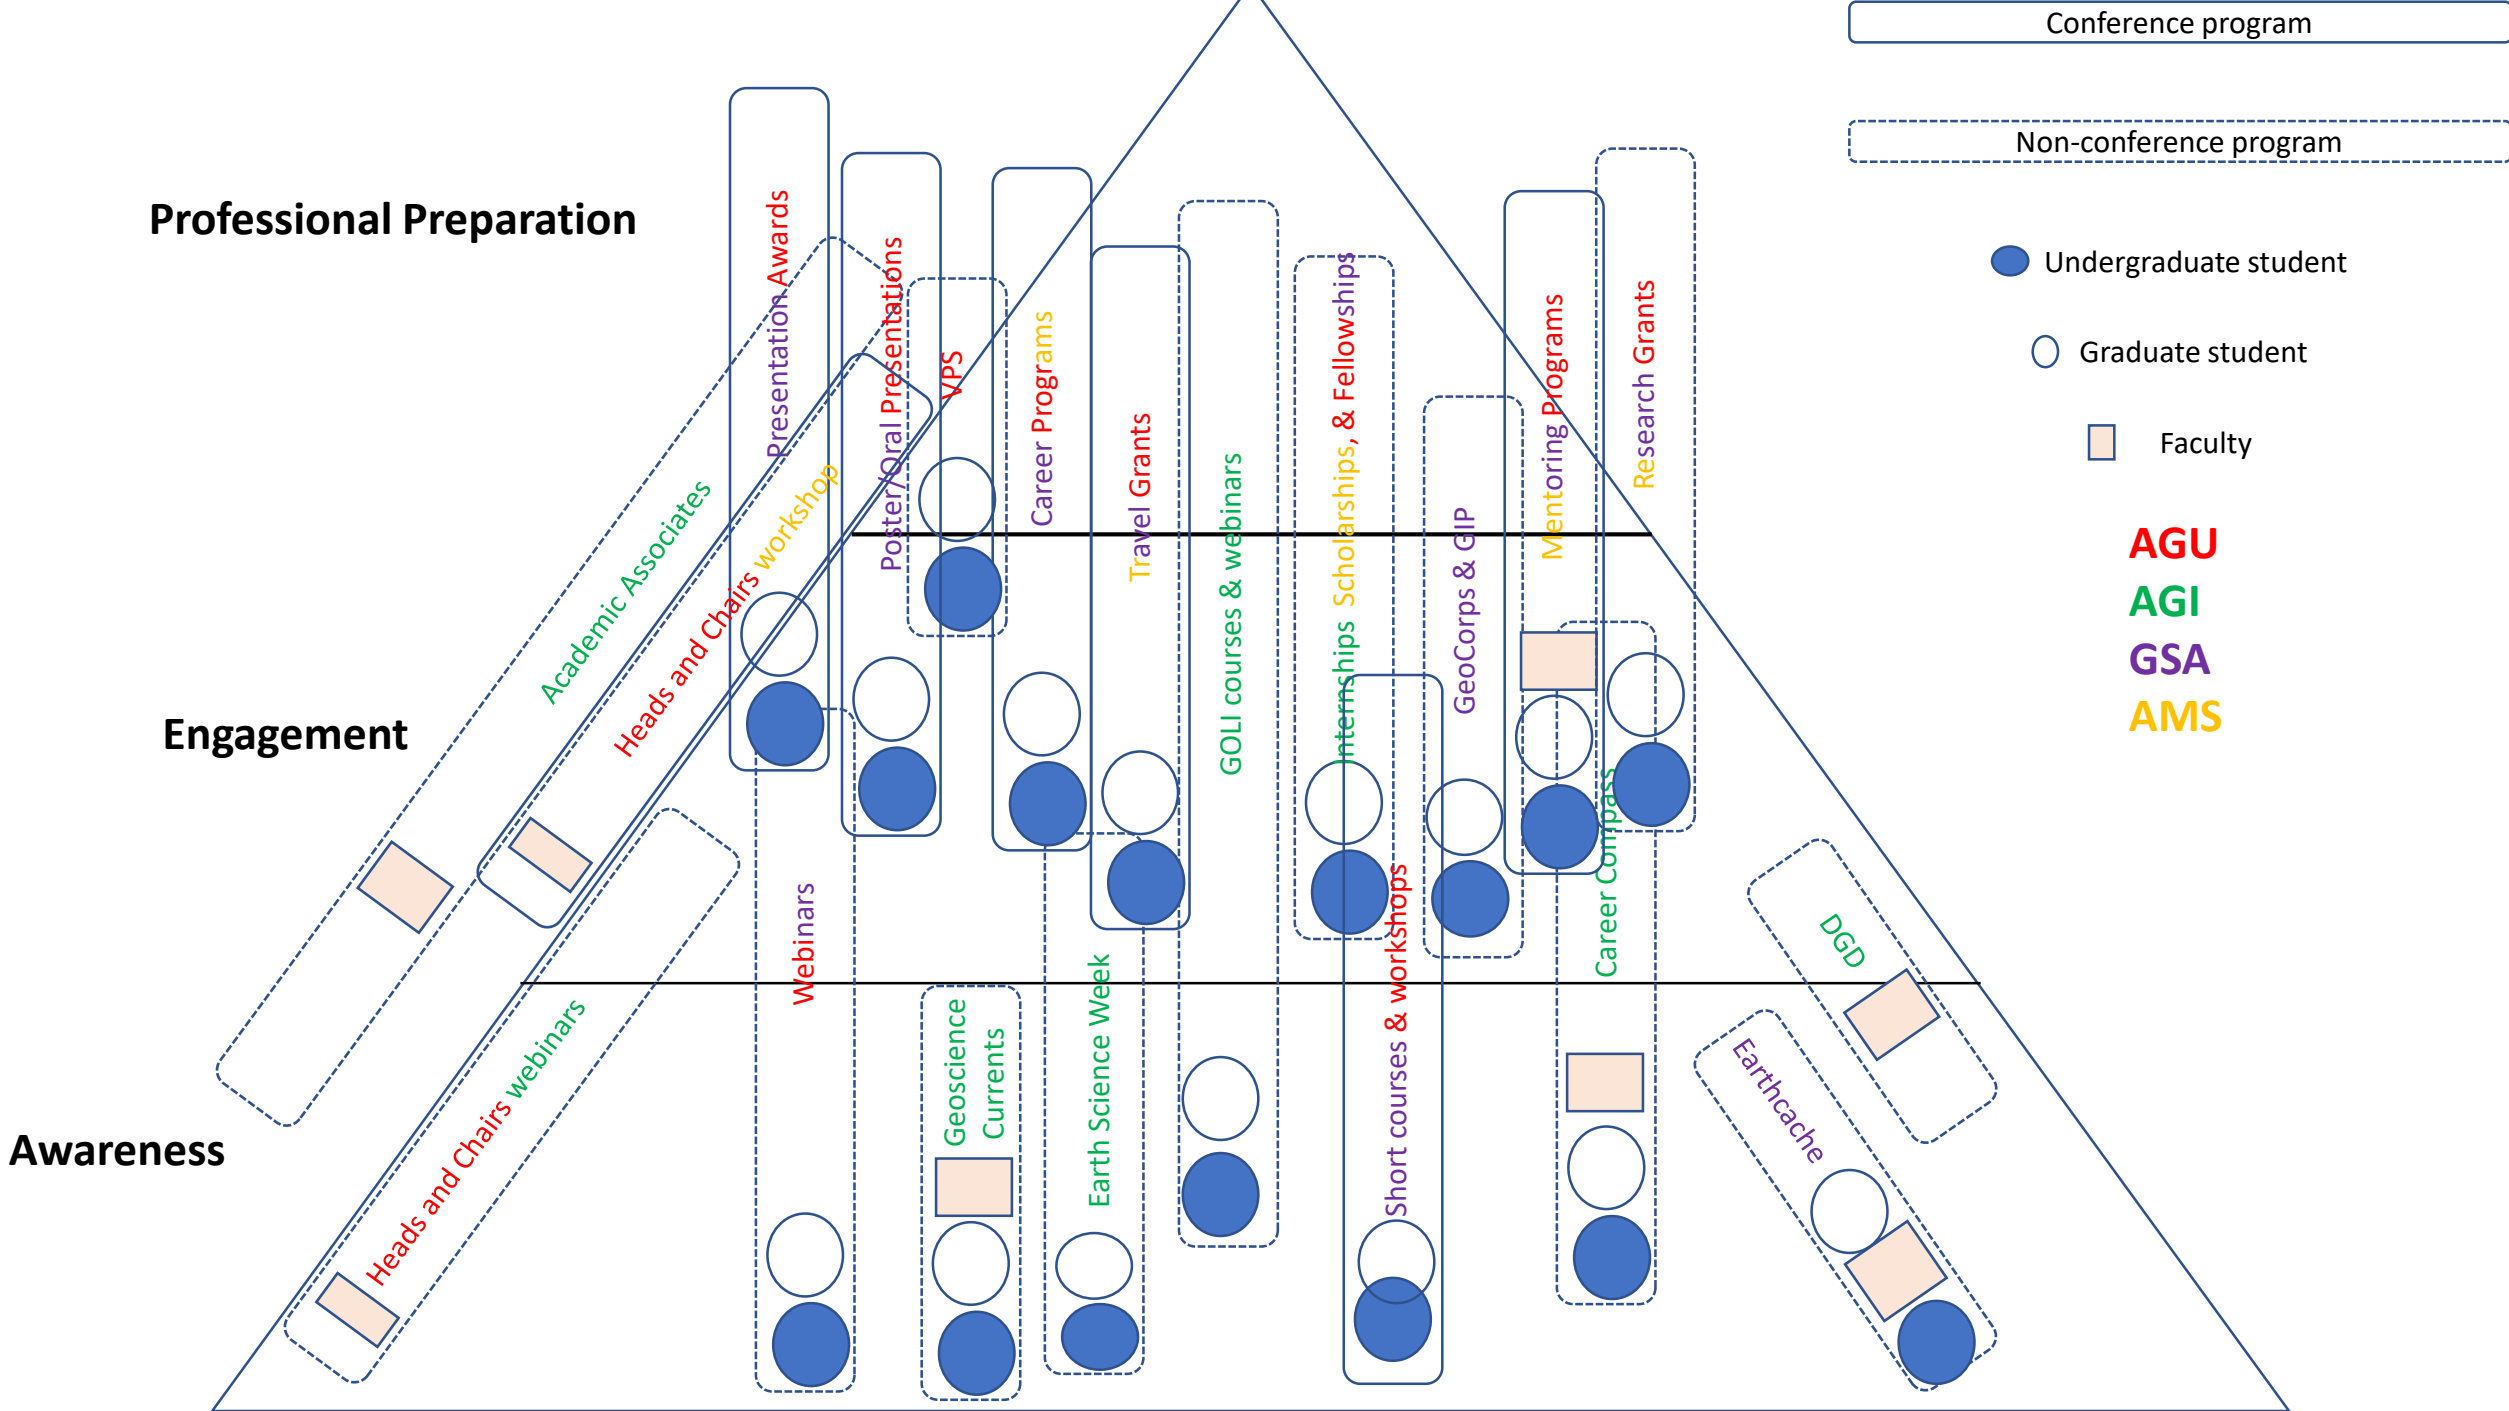 Conference program
Non-conference program
Professional Preparation
Undergraduate student
Graduate student
Faculty
AGU
AGI
GSA
AMS
Engagement
Awareness
Presentation Awards
Poster/Oral Presentations
VPS
Career Programs
Travel Grants
GOLI courses & webinars
Internships Scholarships, & Fellowships
GeoCorps & GIP
Mentoring Programs
Research Grants
Academic Associates
Heads and Chairs workshop
Heads and Chairs webinars
Webinars
Geoscience
Currents
Earth Science Week
Short courses & workshops
Career Compass
DGD
Earthcache